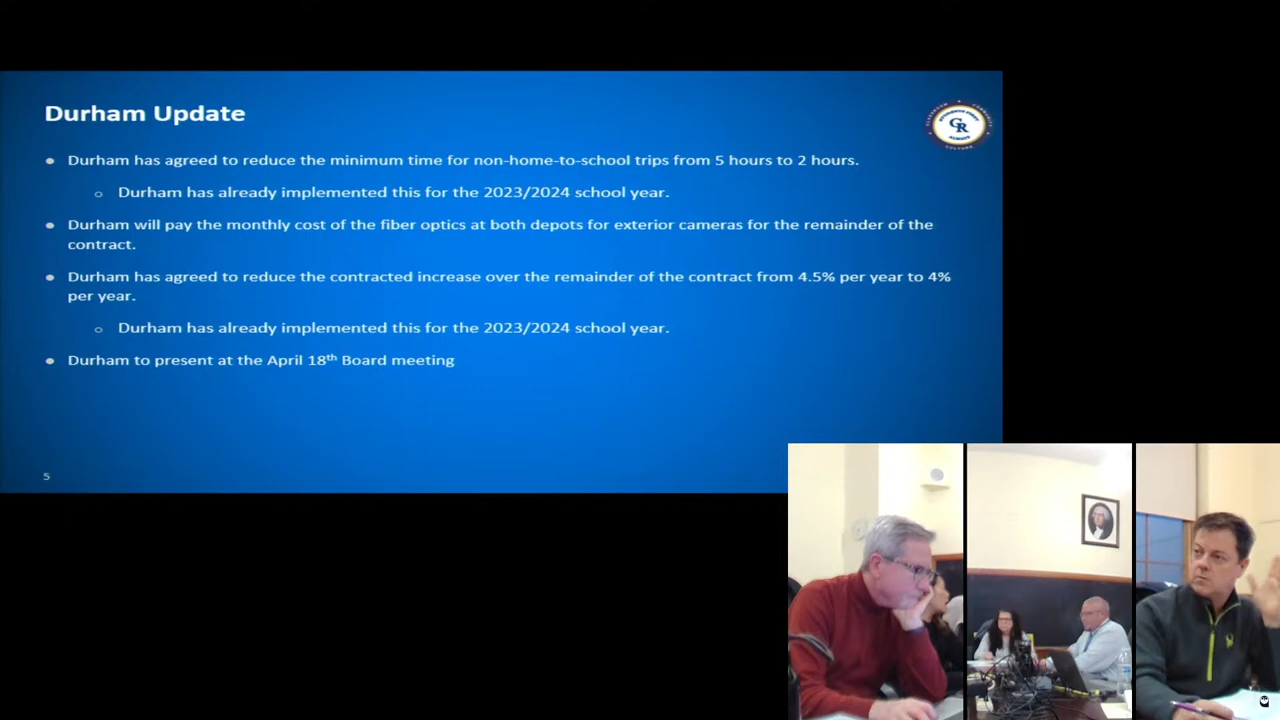 Durham Update
GR
• Durham has agreed to reduce the minimum time for non-home-to-school trips from 5 hours to 2 hours.
○ Durham has already implemented this for the 2023/2024 school year.
• Durham will pay the monthly cost of the fiber optics at both depots for exterior cameras for the remainder of the
contract.
• Durham has agreed to reduce the contracted increase over the remainder of the contract from 4.5% per year to 4%
per year.
○ Durham has already implemented this for the 2023/2024 school year.
• Durham to present at the April 18th Board meeting
5